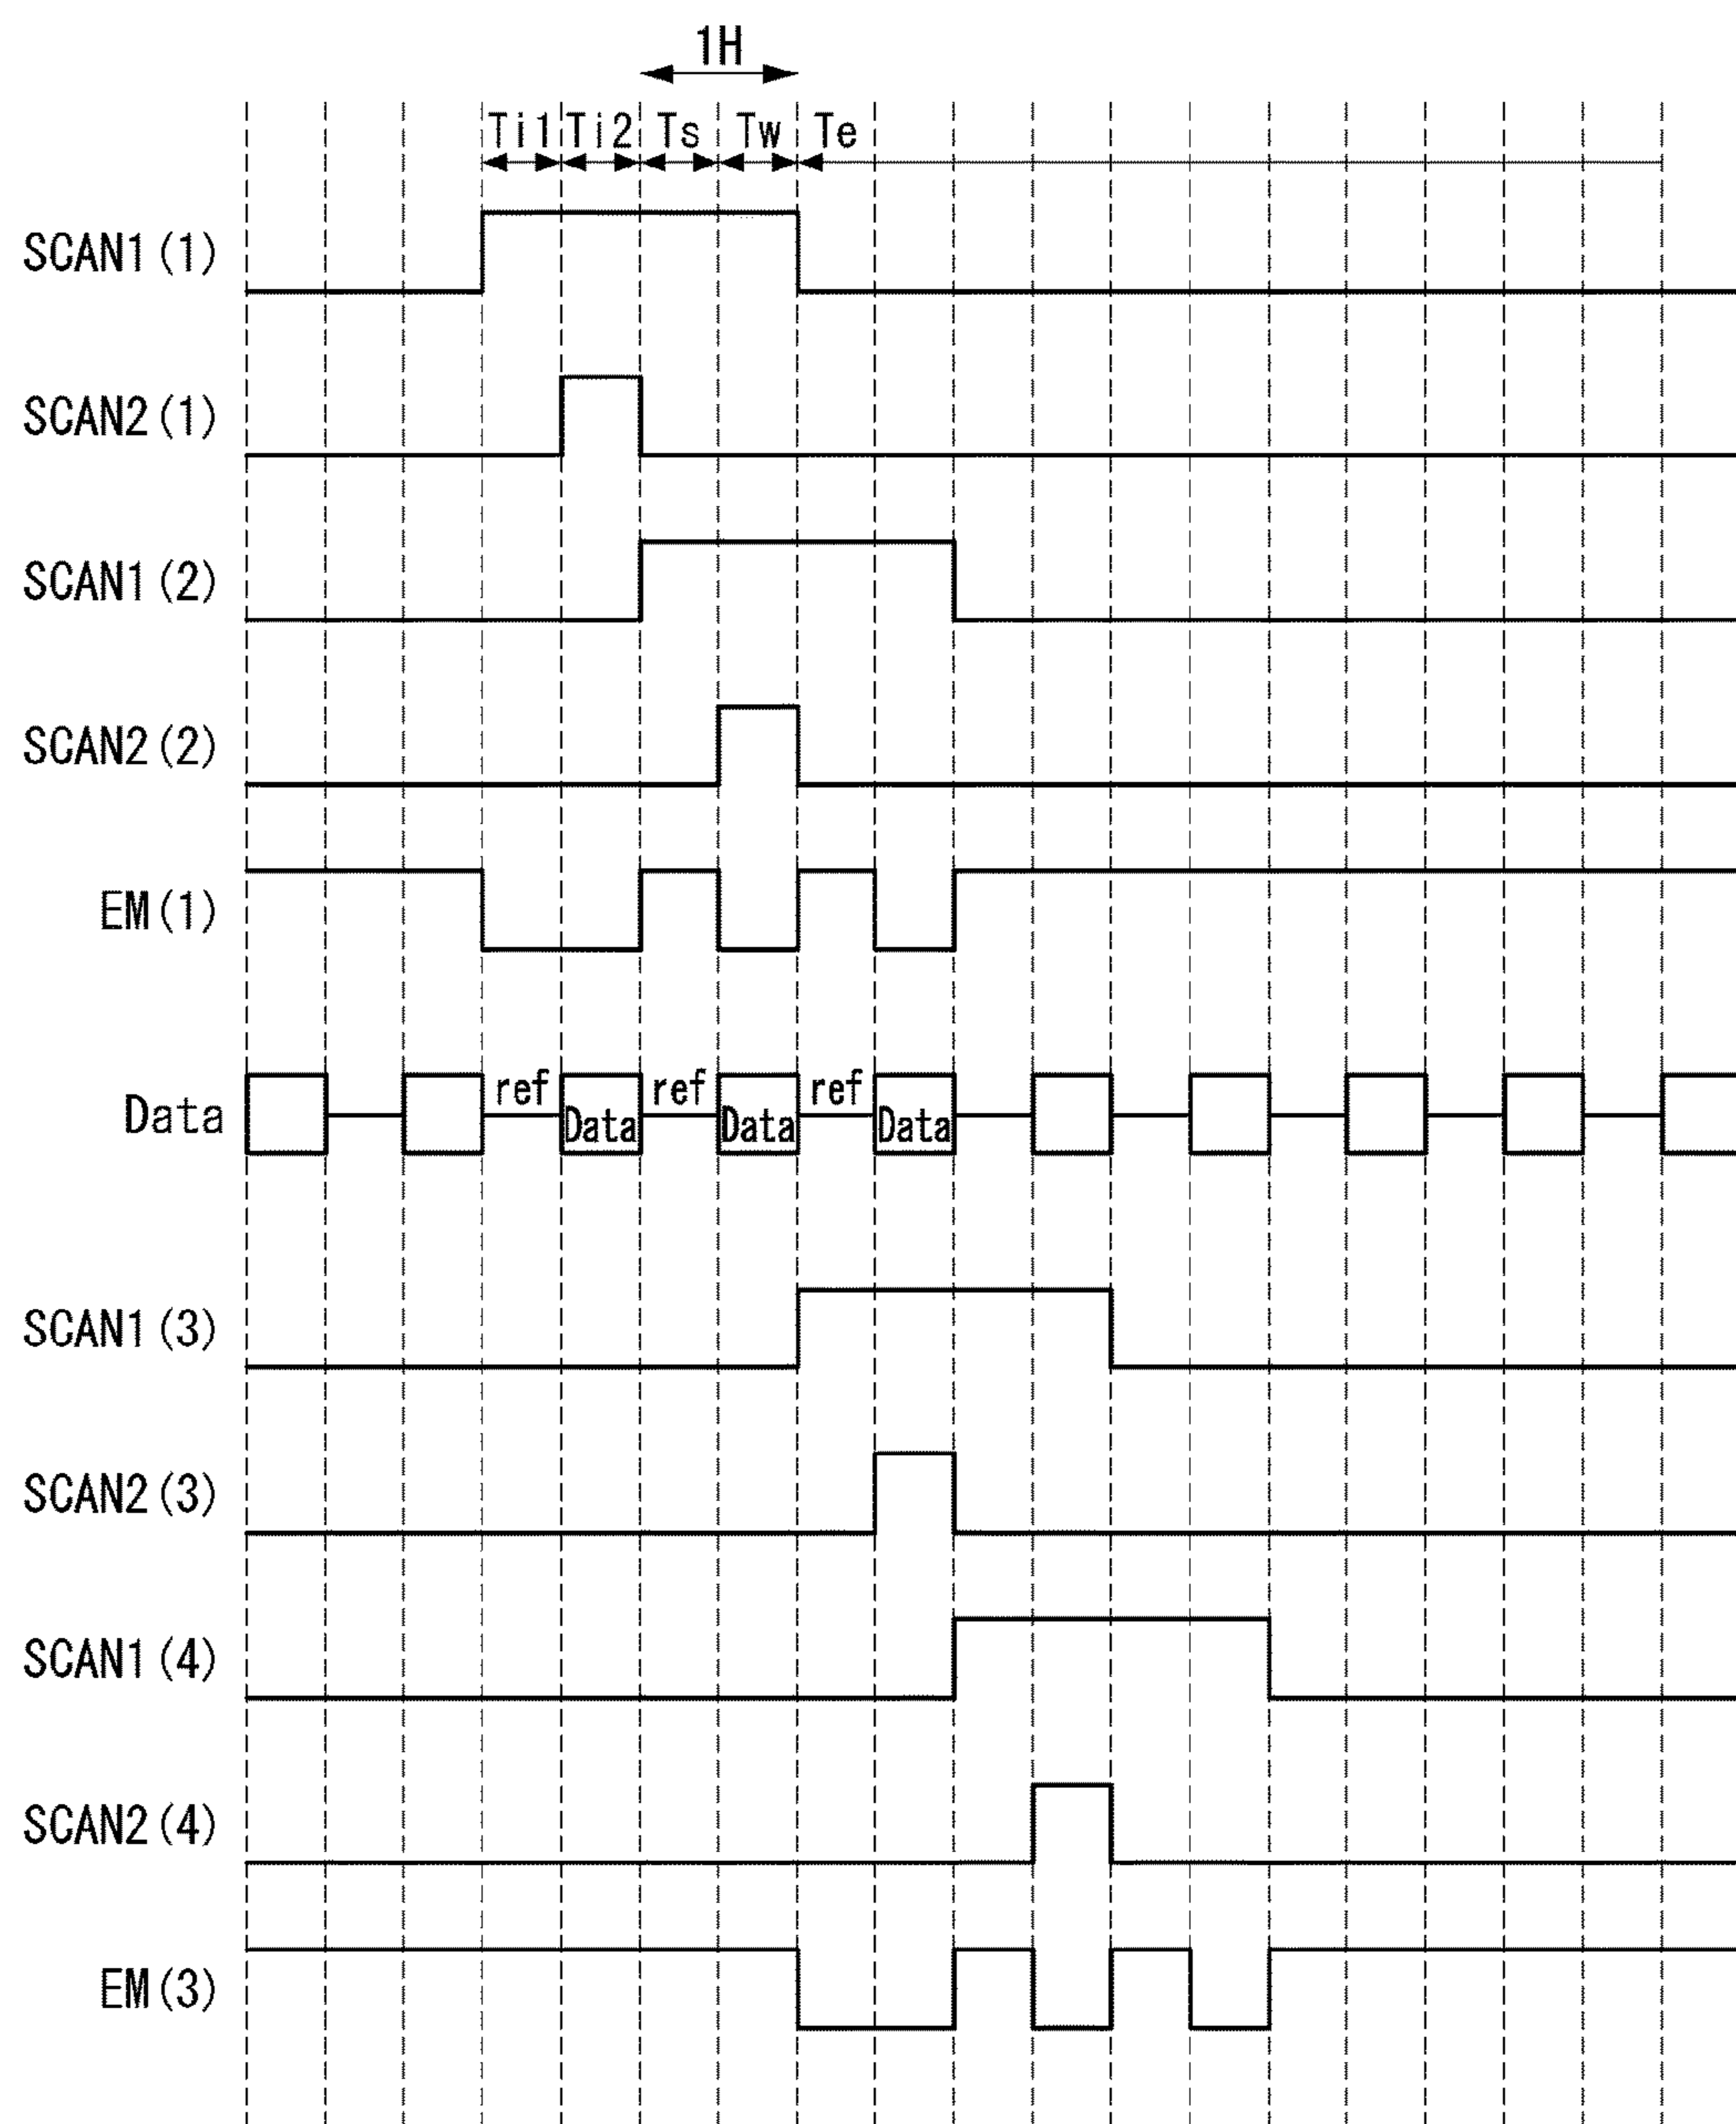 1H
Ti1 Ti2 Ts Tw Te
SCAN1(1)
SCAN2(1)
SCAN1(2)
SCAN2(2)
EM(1)
Data ref Data ref Data ref Data
SCAN1(3)
SCAN2(3)
SCAN1(4)
SCAN2(4)
EM(3)